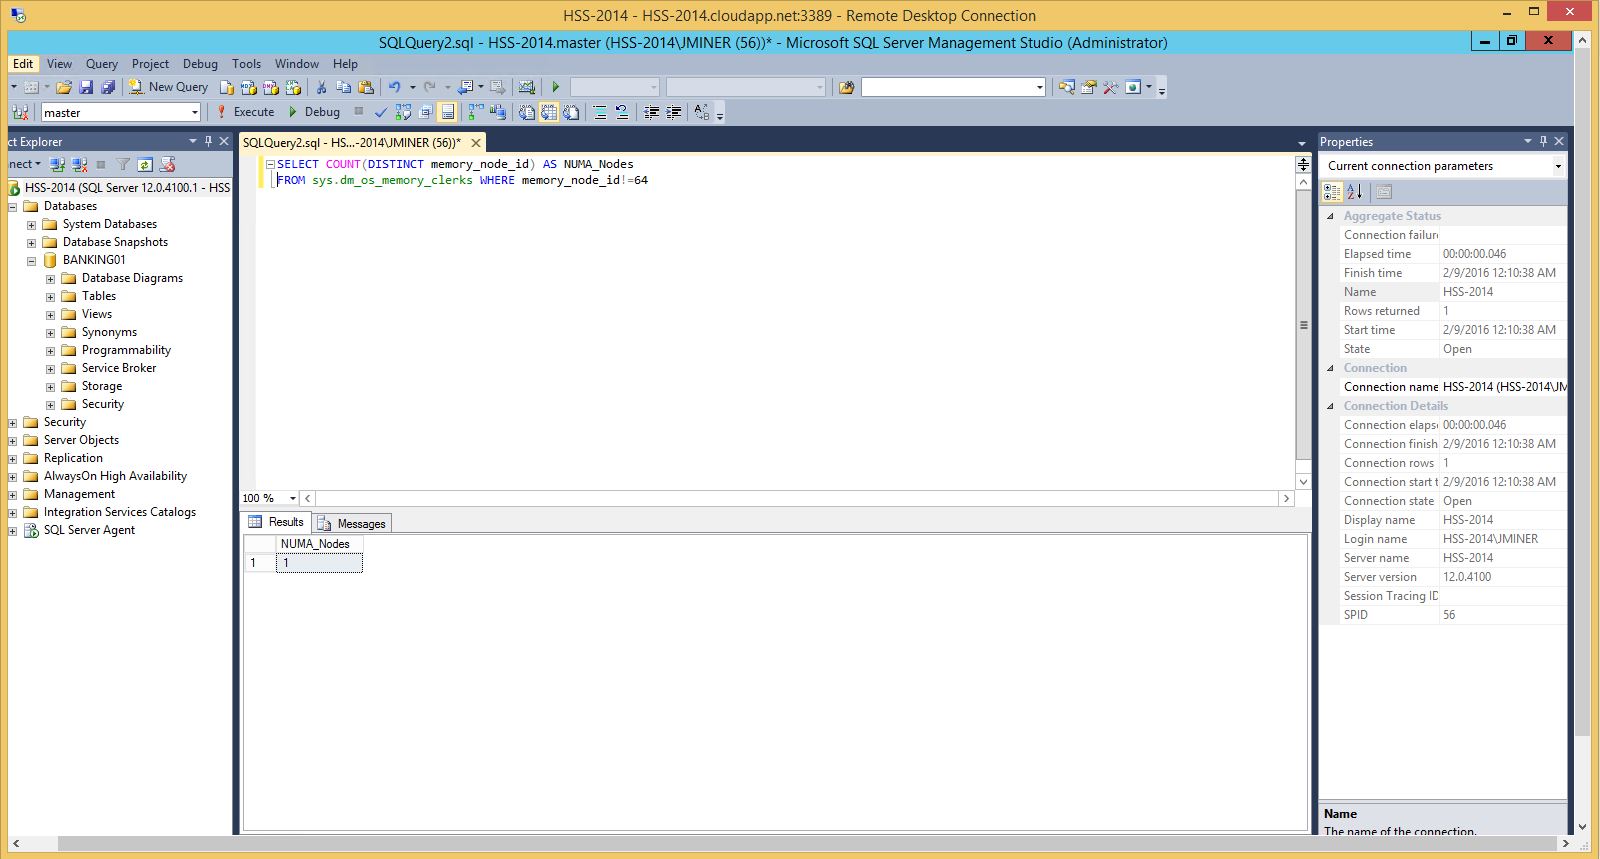 HSS-2014 - HSS-2014.cloudapp.net:3389 - Remote Desktop Connection
SQLQuery2.sql - HSS-2014.master (HSS-2014\JMINER (56))* - Microsoft SQL Server Management Studio (Administrator)
Edit View Query Project Debug Tools Window Help
New Query
master Execute Debug
ct Explorer
nnect
HSS-2014 (SQL Server 12.0.4100.1 - HSS
Databases
System Databases
Database Snapshots
BANKING01
Database Diagrams
Tables
Views
Synonyms
Programmability
Service Broker
Storage
Security
Security
Server Objects
Replication
AlwaysOn High Availability
Management
Integration Services Catalogs
SQL Server Agent
SQLQuery2.sql - HS...-2014\JMINER (56))*
SELECT COUNT(DISTINCT memory_node_id) AS NUMA_Nodes
FROM sys.dm_os_memory_clerks WHERE memory_node_id!=64
100 %
Results Messages
NUMA_Nodes
1 1
Properties
Current connection parameters
Aggregate Status
Connection failur
Elapsed time 00:00:00.046
Finish time 2/9/2016 12:10:38 AM
Name HSS-2014
Rows returned 1
Start time 2/9/2016 12:10:38 AM
State Open
Connection
Connection name HSS-2014 (HSS-2014\JM
Connection Details
Connection elaps 00:00:00.046
Connection finish 2/9/2016 12:10:38 AM
Connection rows 1
Connection start t 2/9/2016 12:10:38 AM
Connection state Open
Display name HSS-2014
Login name HSS-2014\JMINER
Server name HSS-2014
Server version 12.0.4100
Session Tracing ID
SPID 56
Name
The name of the connection.